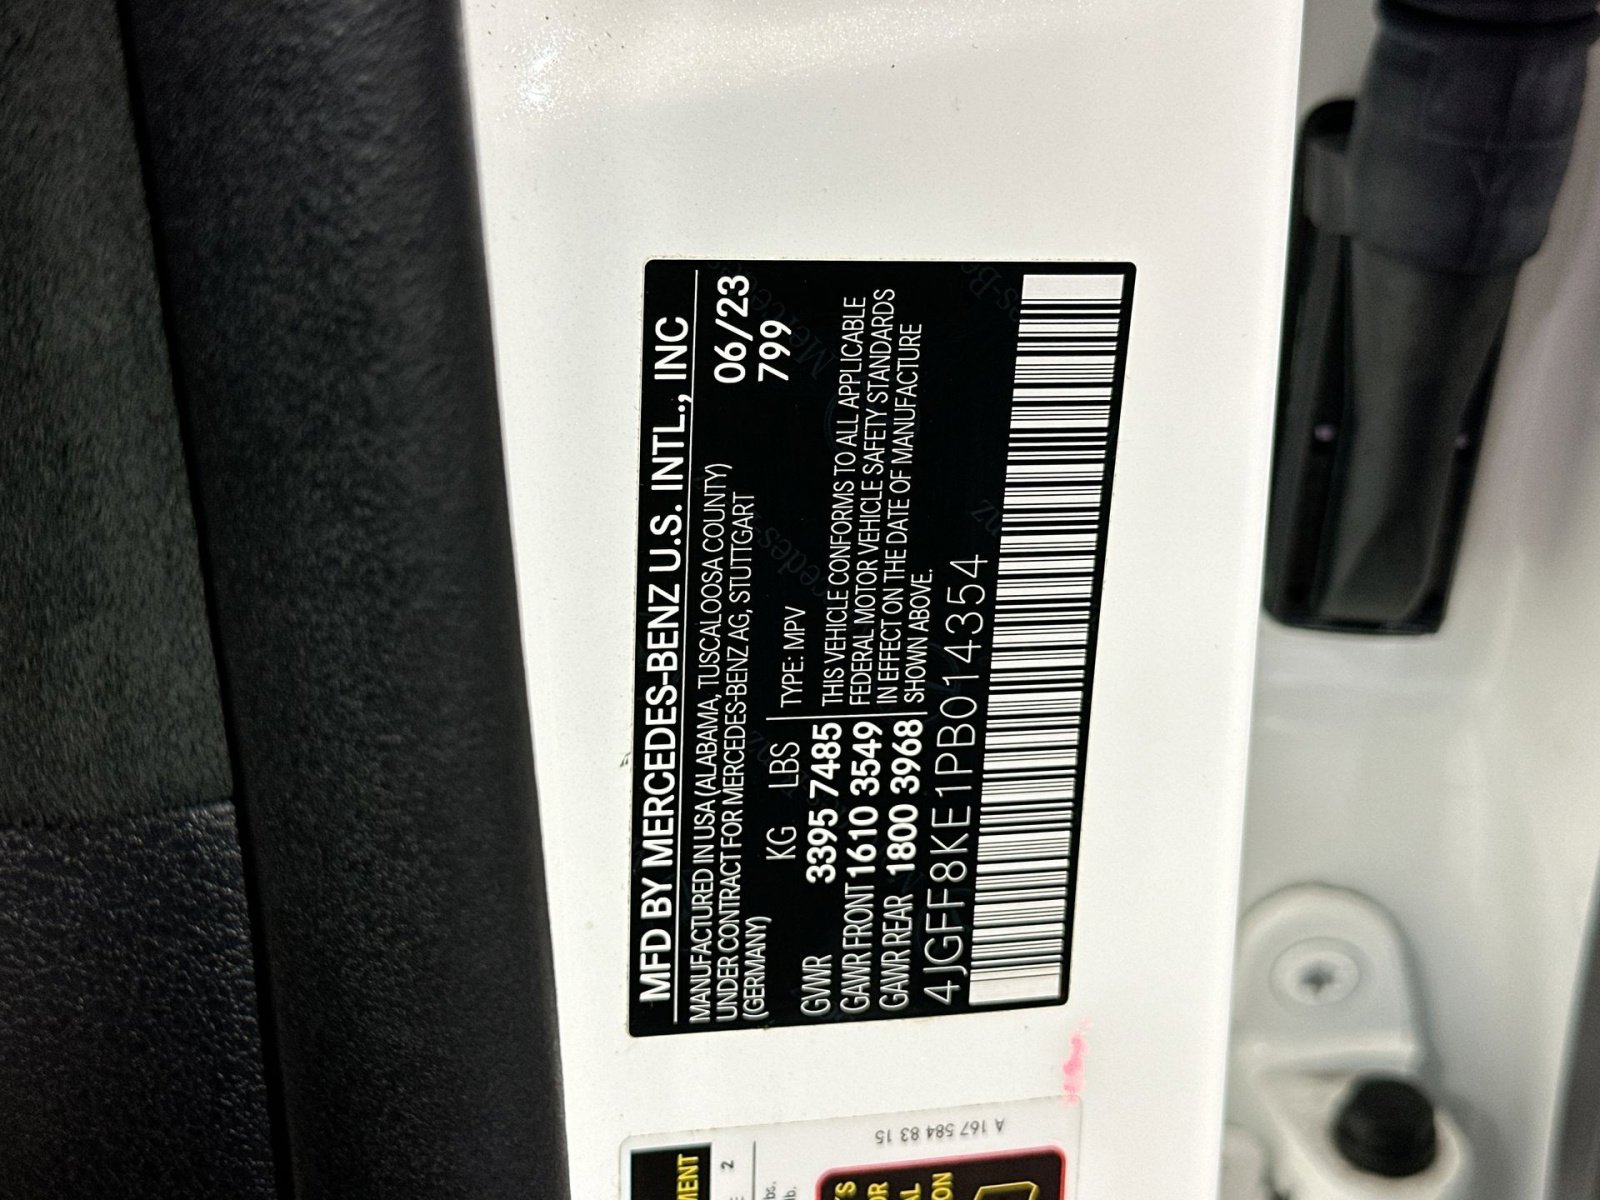 MFD BY MERCEDES-BENZ U.S. INTL., INC
MANUFACTURED IN USA (ALABAMA, TUSCALOOSA COUNTY)
UNDER CONTRACT FOR MERCEDES-BENZ AG, STUTTGART
(GERMANY)
06/23
799
KG LBS
GVWR 3395 7485
GAWR FRONT 1610 3549
GAWR REAR 1800 3968
TYPE: MPV
THIS VEHICLE CONFORMS TO ALL APPLICABLE
FEDERAL MOTOR VEHICLE SAFETY STANDARDS
IN EFFECT ON THE DATE OF MANUFACTURE
SHOWN ABOVE.
4JGFF8KE1PB014354
A 167 584 83 15
2